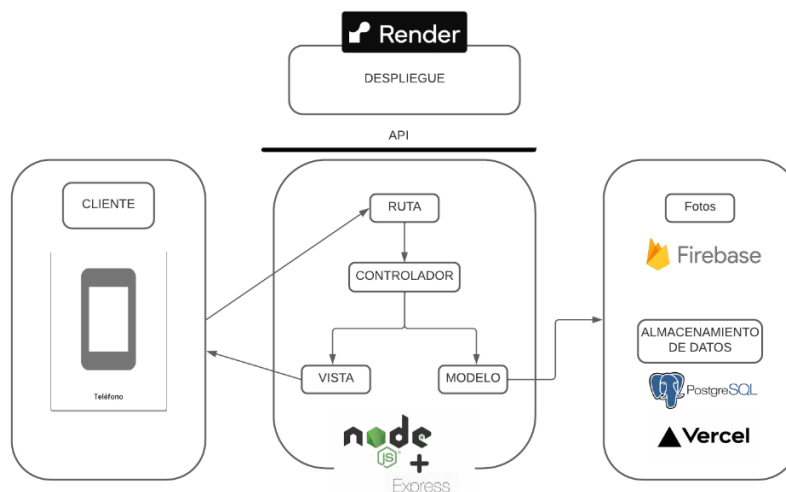 Render
DESPLIEGUE
API
CLIENTE
Teléfono
RUTA
CONTROLADOR
VISTA
MODELO
node
JS
+
Express
Fotos
Firebase
ALMACENAMIENTO
DE DATOS
PostgreSQL
Vercel